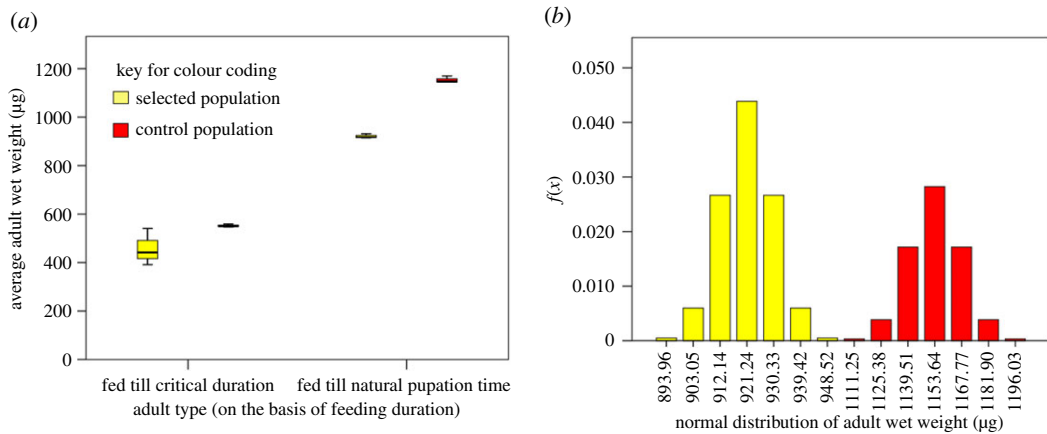 (a)
1200
1000
800
600
400
200
0
average adult wet weight (µg)
key for colour coding
selected population
control population
fed till critical duration
fed till natural pupation time
adult type (on the basis of feeding duration)
(b)
0.050
0.040
0.030
0.020
0.010
0
f(x)
893.96
903.05
912.14
921.24
930.33
939.42
948.52
1111.25
1125.38
1139.51
1153.64
1167.77
1181.90
1196.03
normal distribution of adult wet weight (µg)